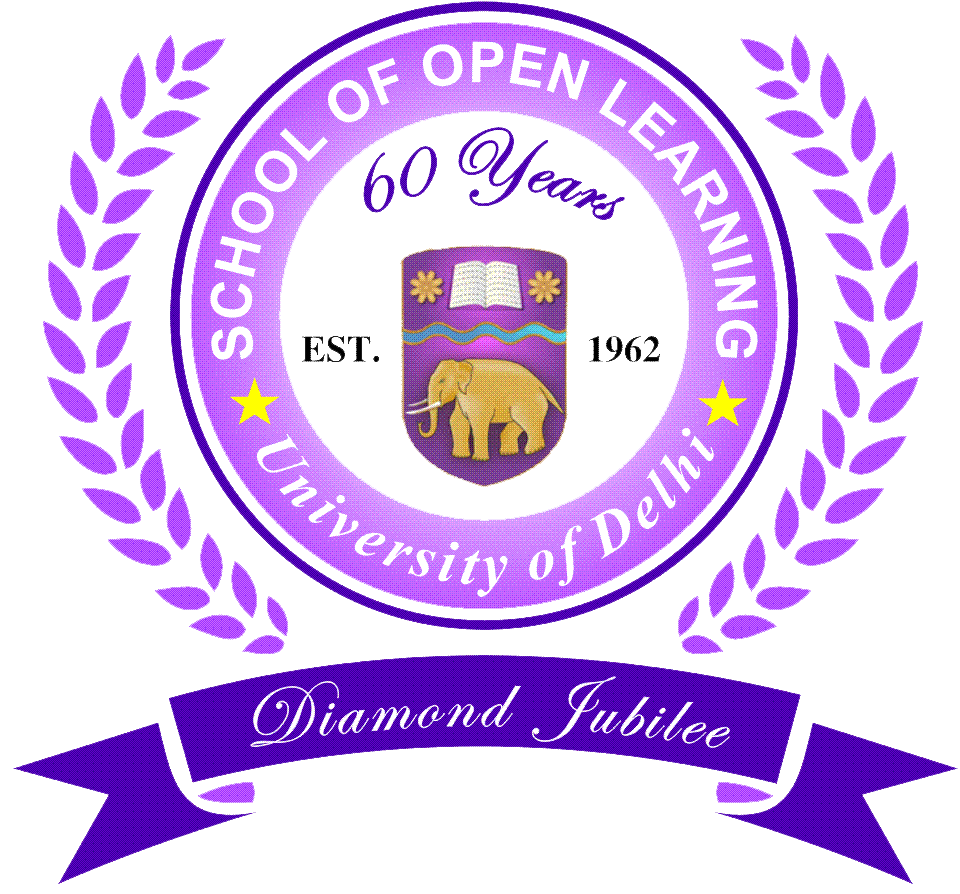 SCHOOL OF OPEN LEARNING
60 Years
EST. 1962
University of Delhi
Diamond Jubilee